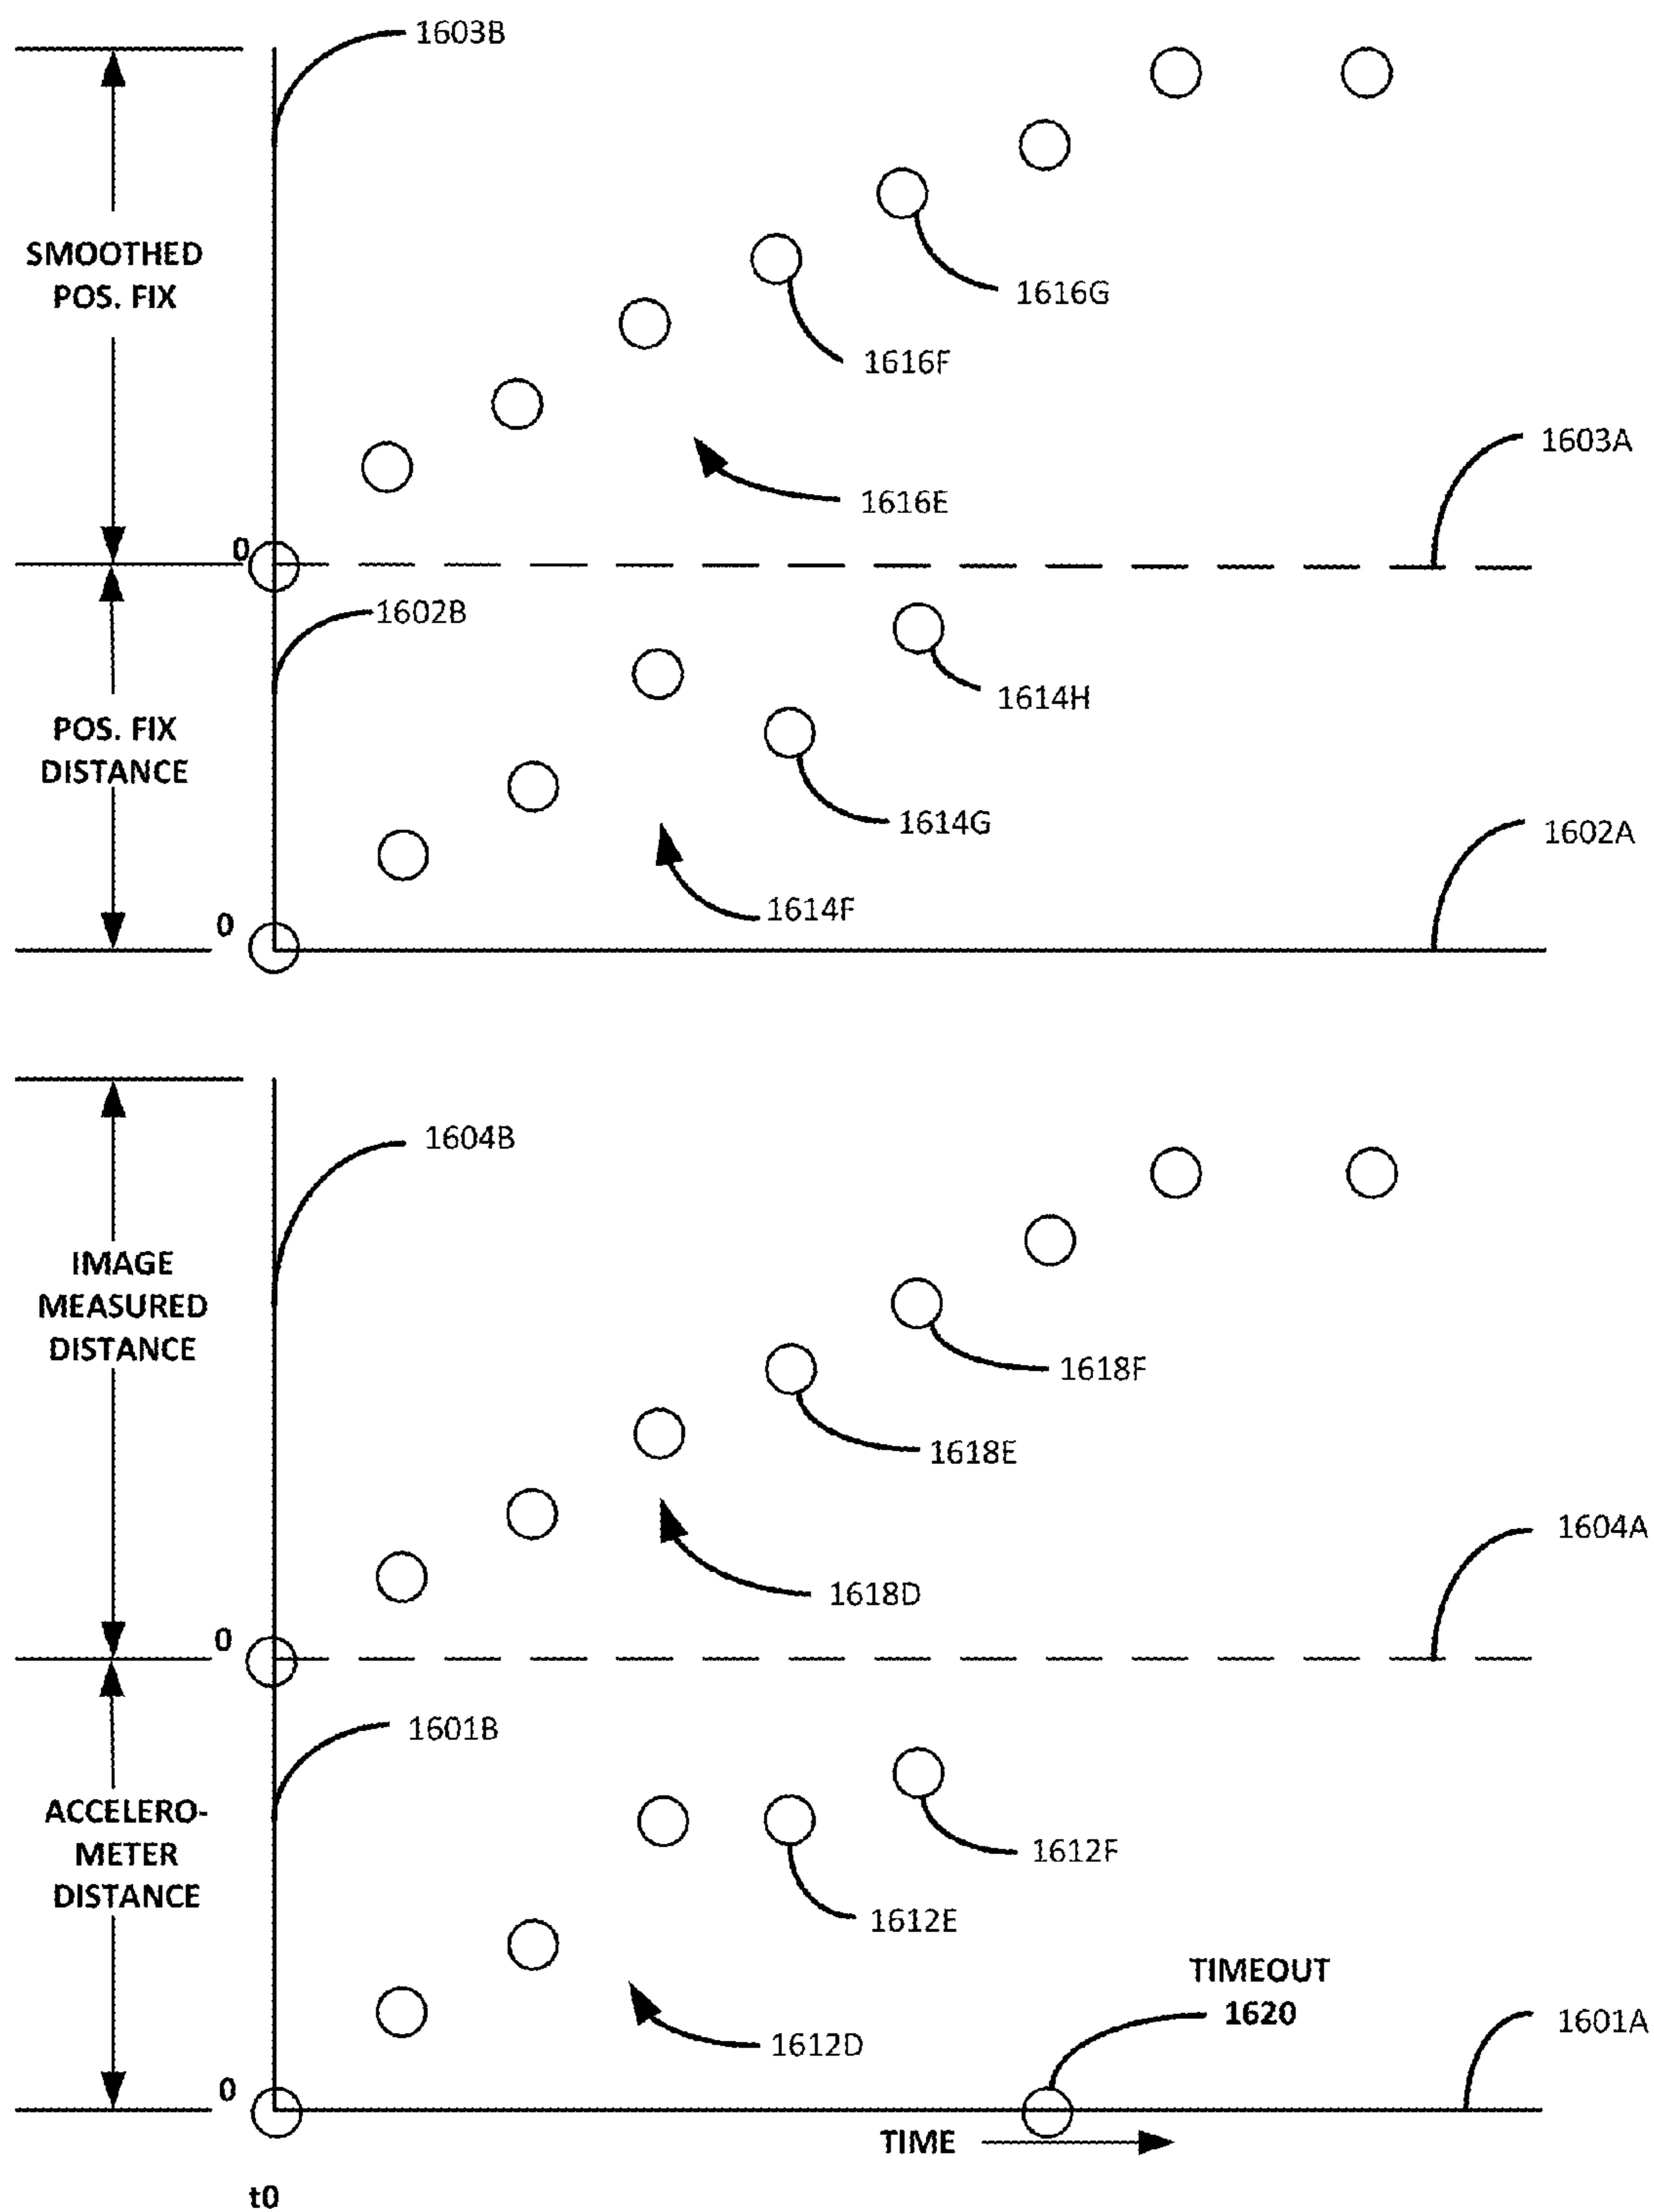 1603B
SMOOTHED
POS. FIX
1616G
1616F
1603A
1616E
0
1602B
1614H
POS. FIX
DISTANCE
1614G
1602A
1614F
0
1604B
IMAGE
MEASURED
DISTANCE
1618F
1618E
1604A
1618D
0
1601B
ACCELERO-
METER
DISTANCE
1612F
1612E
TIMEOUT
1620
1601A
1612D
0
TIME
t0